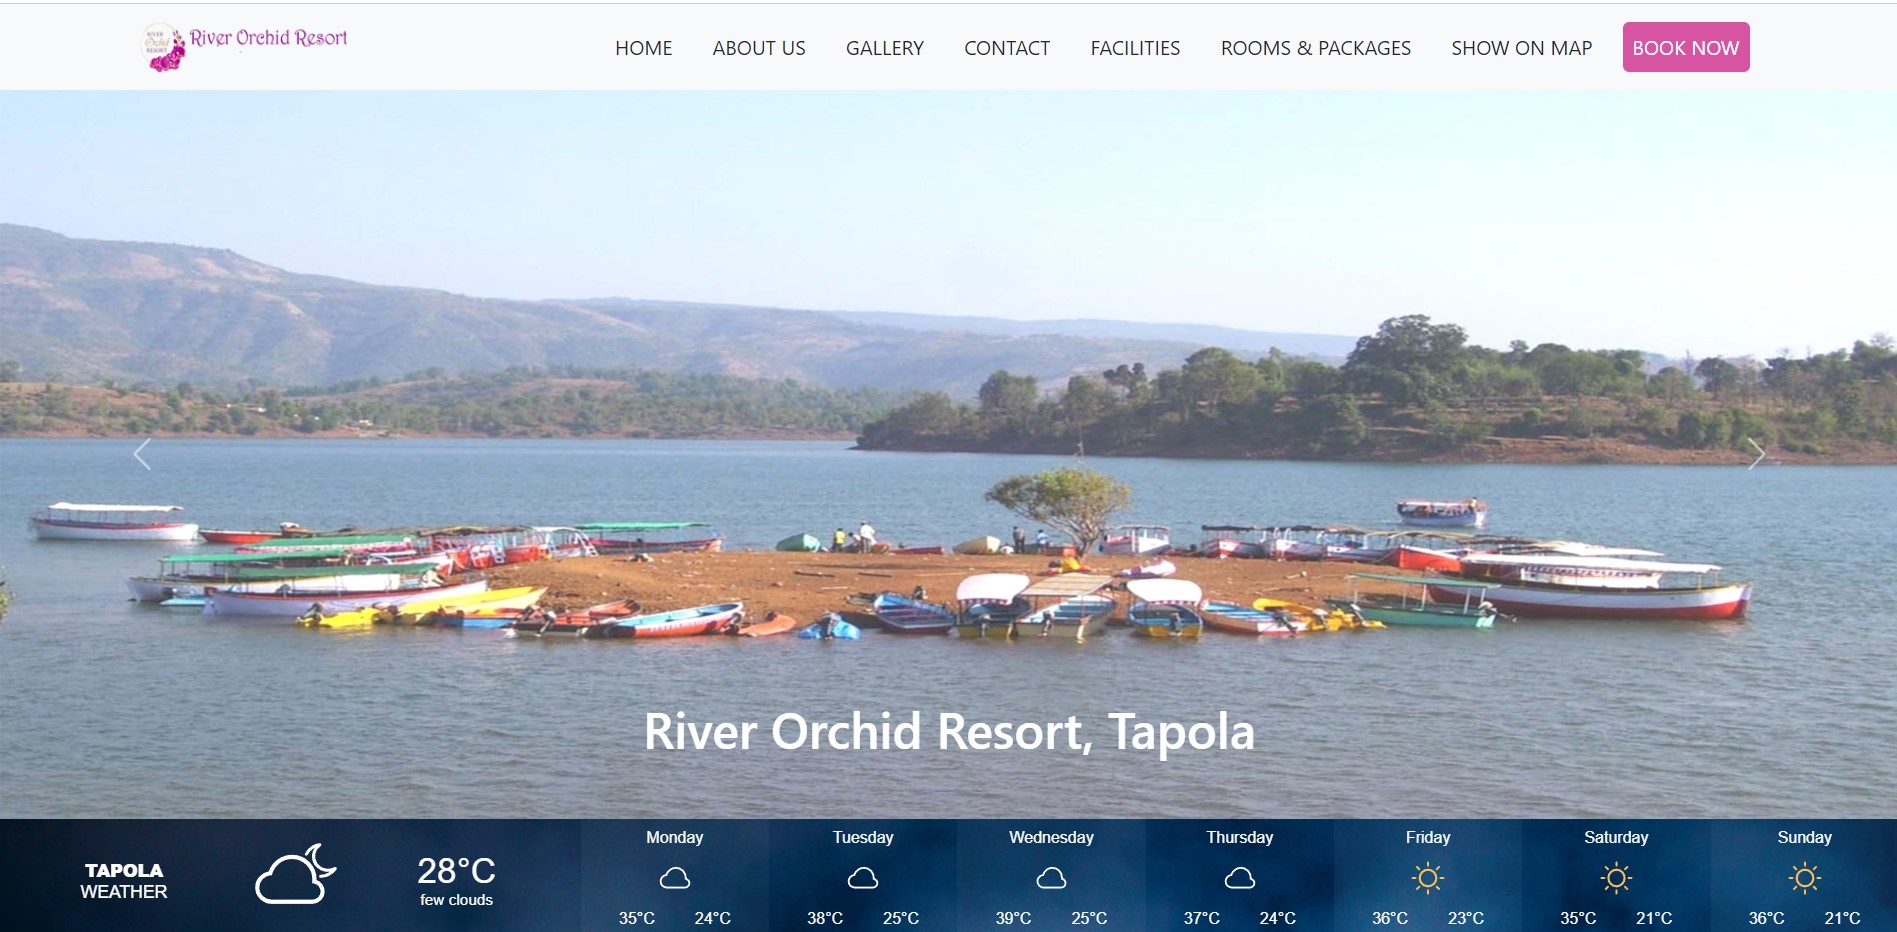 RIVER
Orchid
RESORT
River Orchid Resort
HOME ABOUT US GALLERY CONTACT FACILITIES ROOMS & PACKAGES SHOW ON MAP BOOK NOW
River Orchid Resort, Tapola
TAPOLA
WEATHER
28°C
few clouds
Monday Tuesday Wednesday Thursday Friday Saturday Sunday
35°C 24°C 38°C 25°C 39°C 25°C 37°C 24°C 36°C 23°C 35°C 21°C 36°C 21°C